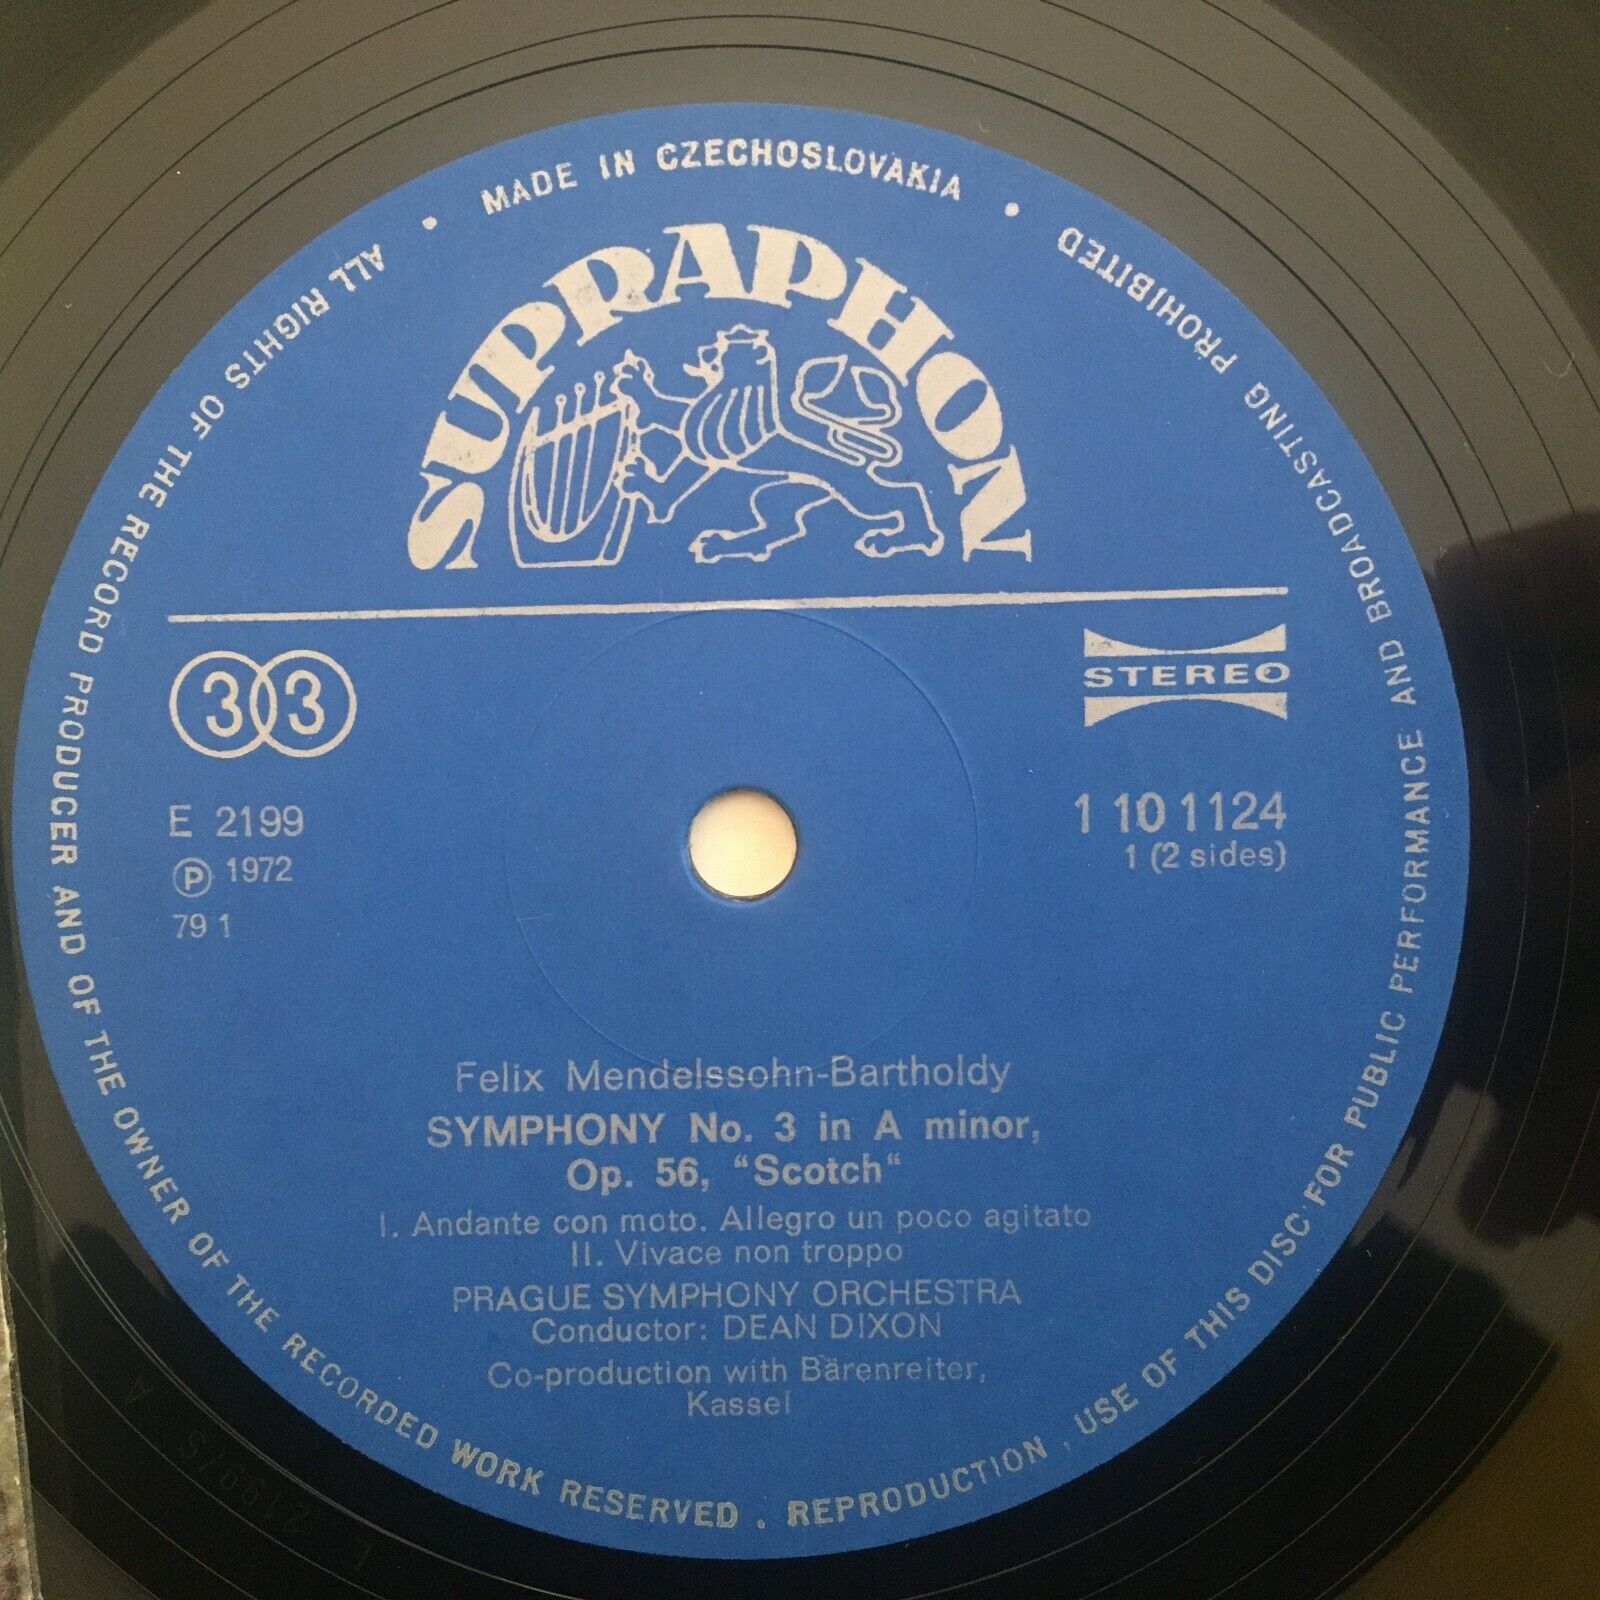 MADE IN CZECHOSLOVAKIA •
ALL RIGHTS OF THE RECORD PRODUCER AND OF THE OWNER OF THE RECORDED WORK RESERVED . REPRODUCTION , USE OF THIS DISC FOR PUBLIC PERFORMANCE AND BROADCASTING PROHIBITED •
SUPRAPHON
33
STEREO
E 2199
1 10 1124
Ⓟ 1972
1 (2 sides)
79 1
Felix Mendelssohn-Bartholdy
SYMPHONY No. 3 in A minor,
Op. 56, “Scotch“
I. Andante con moto. Allegro un poco agitato
II. Vivace non troppo
PRAGUE SYMPHONY ORCHESTRA
Conductor: DEAN DIXON
Co-production with Bärenreiter,
Kassel
E 2199/S A